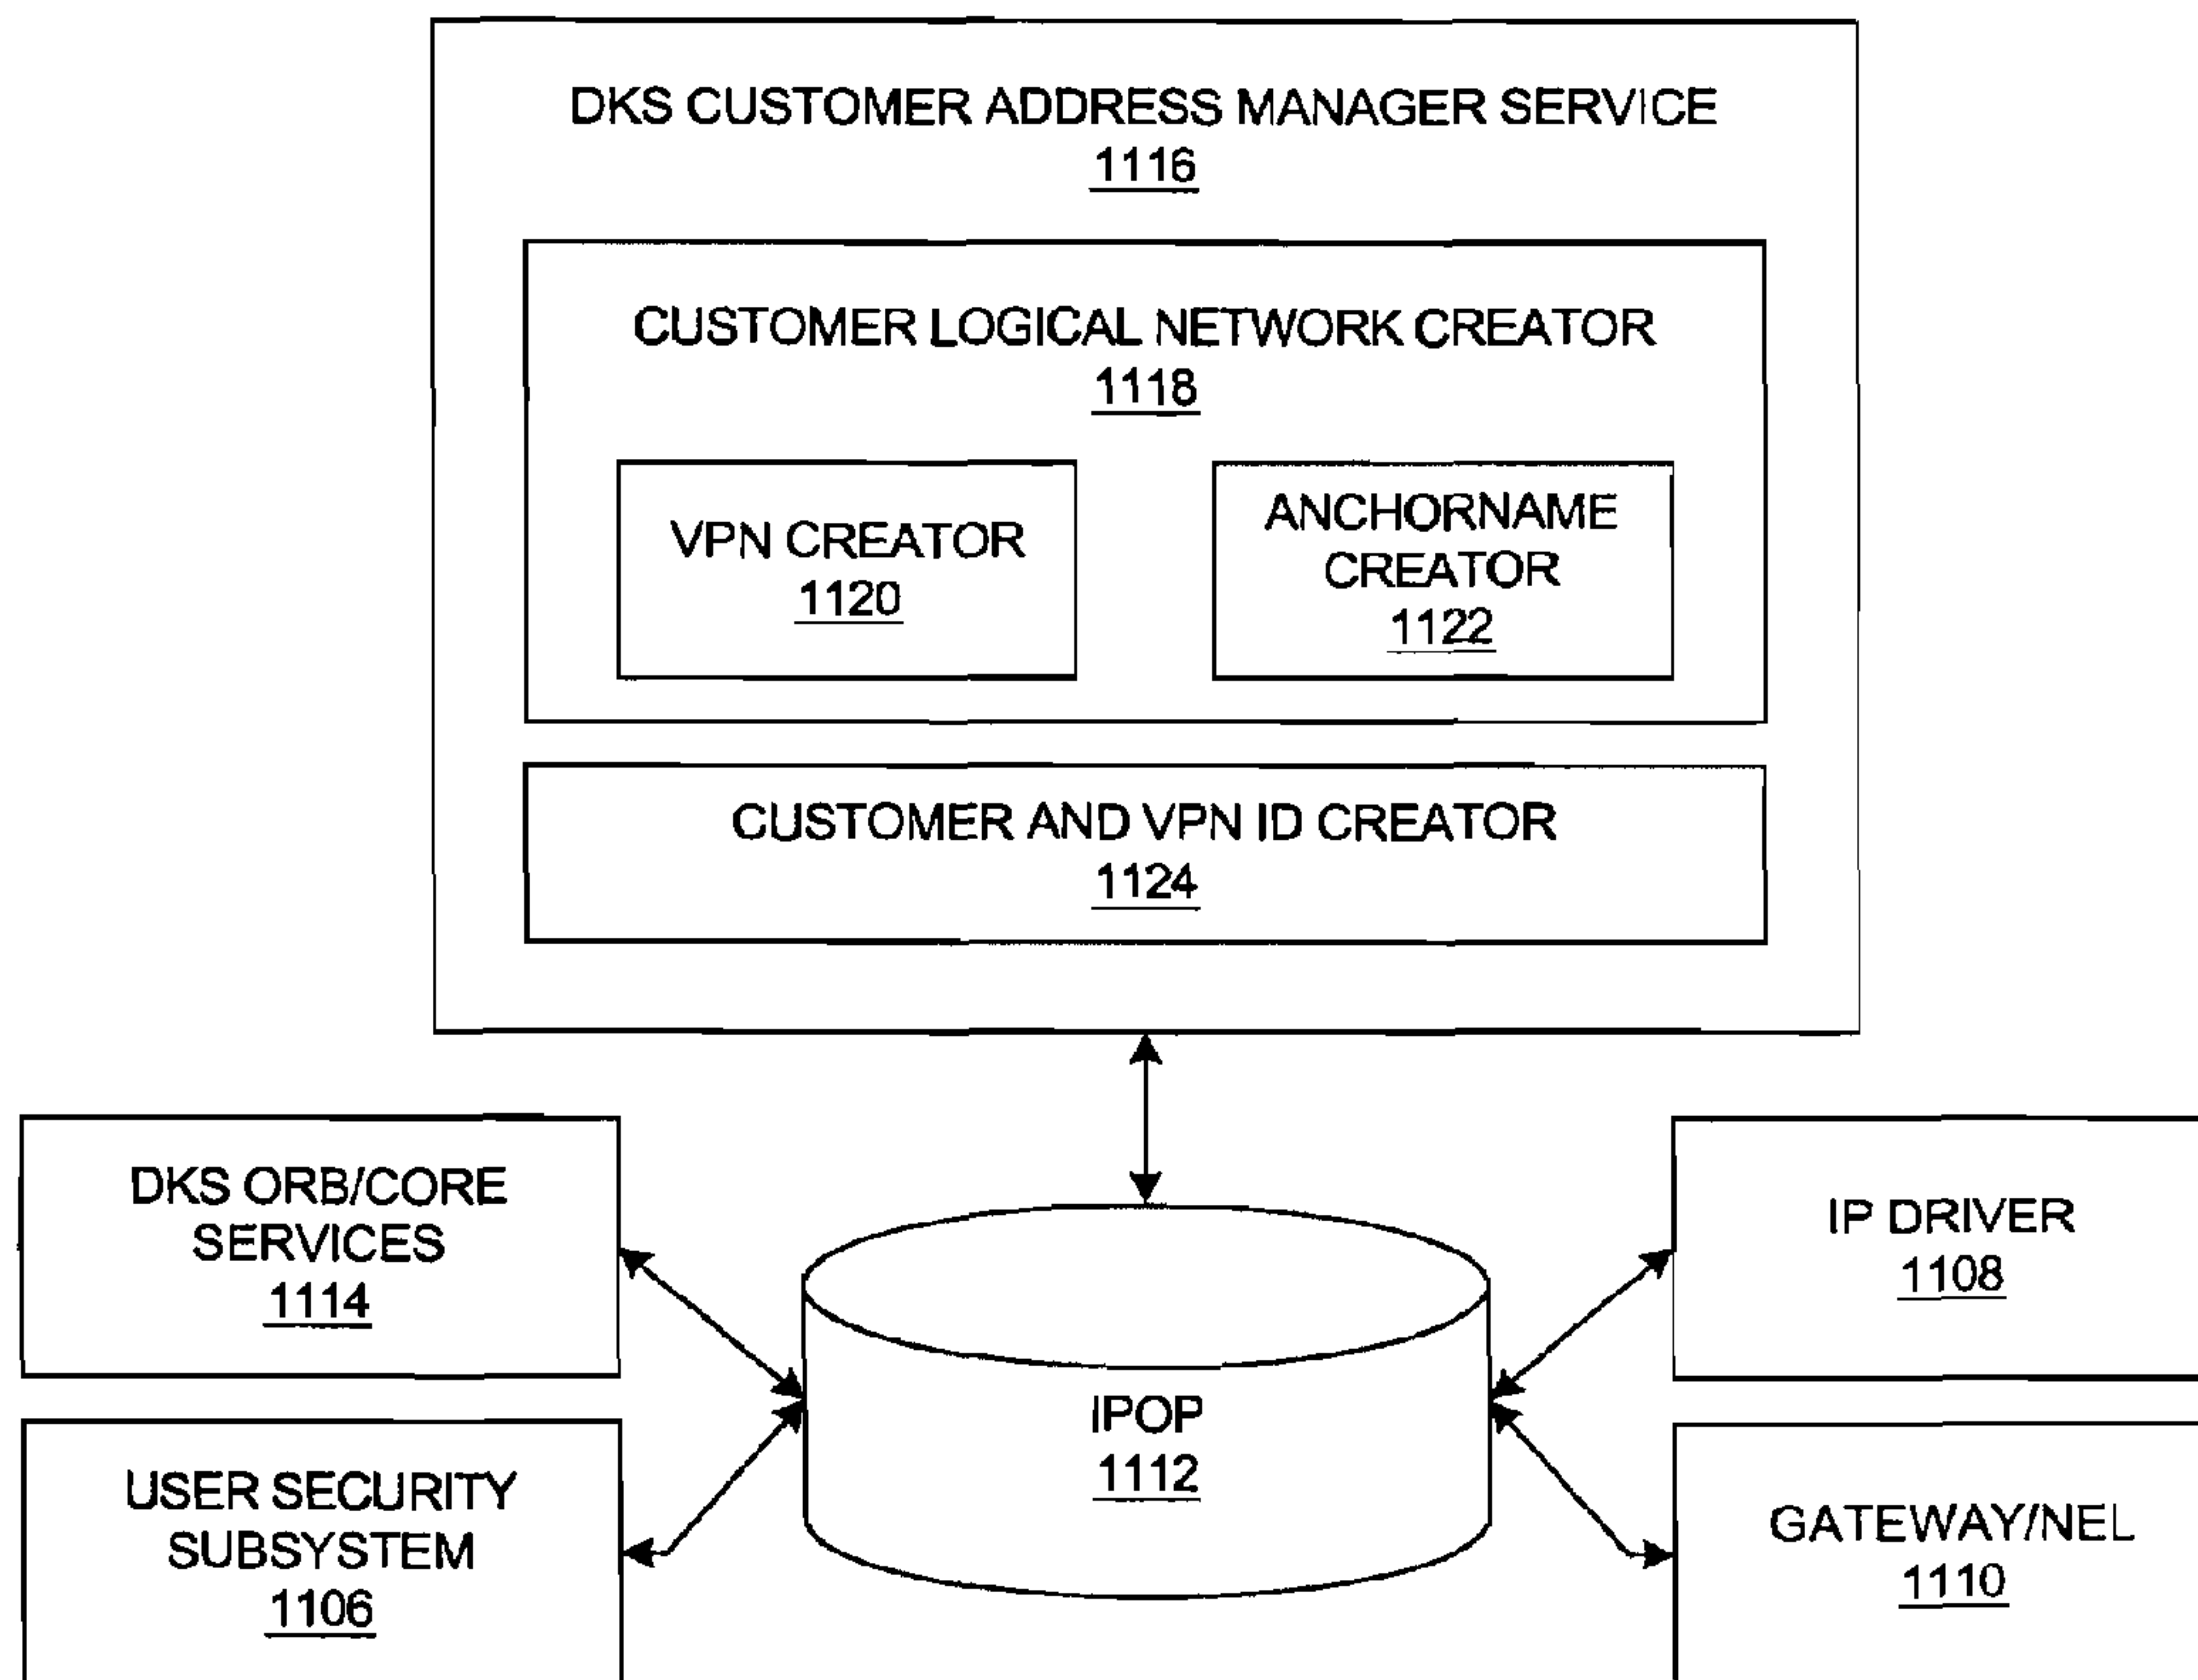 DKS CUSTOMER ADDRESS MANAGER SERVICE
1116
CUSTOMER LOGICAL NETWORK CREATOR
1118
VPN CREATOR
1120
ANCHORNAME
CREATOR
1122
CUSTOMER AND VPN ID CREATOR
1124
DKS ORB/CORE
SERVICES
1114
IP DRIVER
1108
IPOP
1112
USER SECURITY
SUBSYSTEM
1106
GATEWAY/NEL
1110